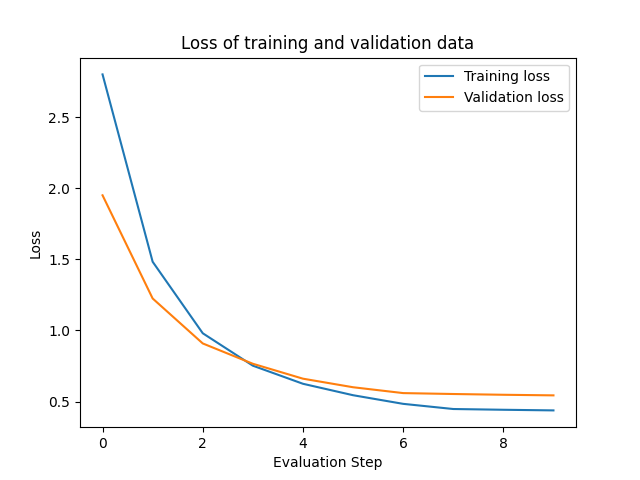 Loss of training and validation data
Training loss
Validation loss
2.5
2.0
1.5
1.0
0.5
Loss
0 2 4 6 8
Evaluation Step